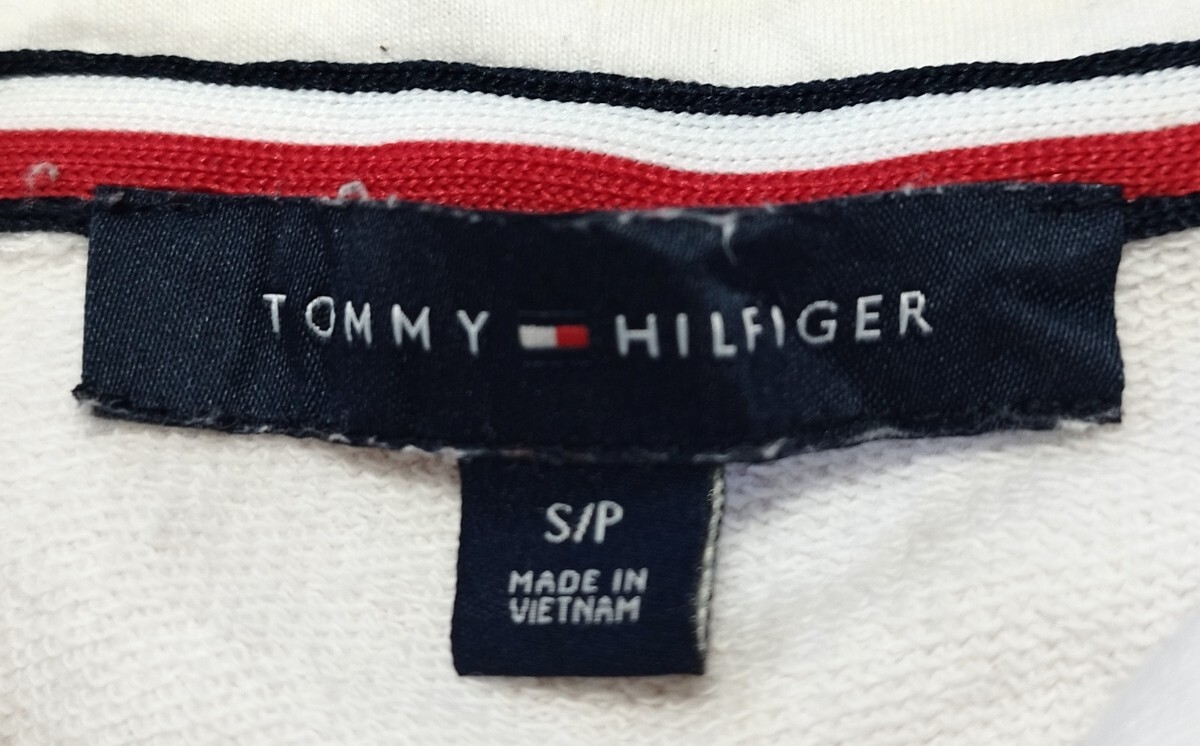 TOMMY HILFIGER
S/P
MADE IN
VIETNAM